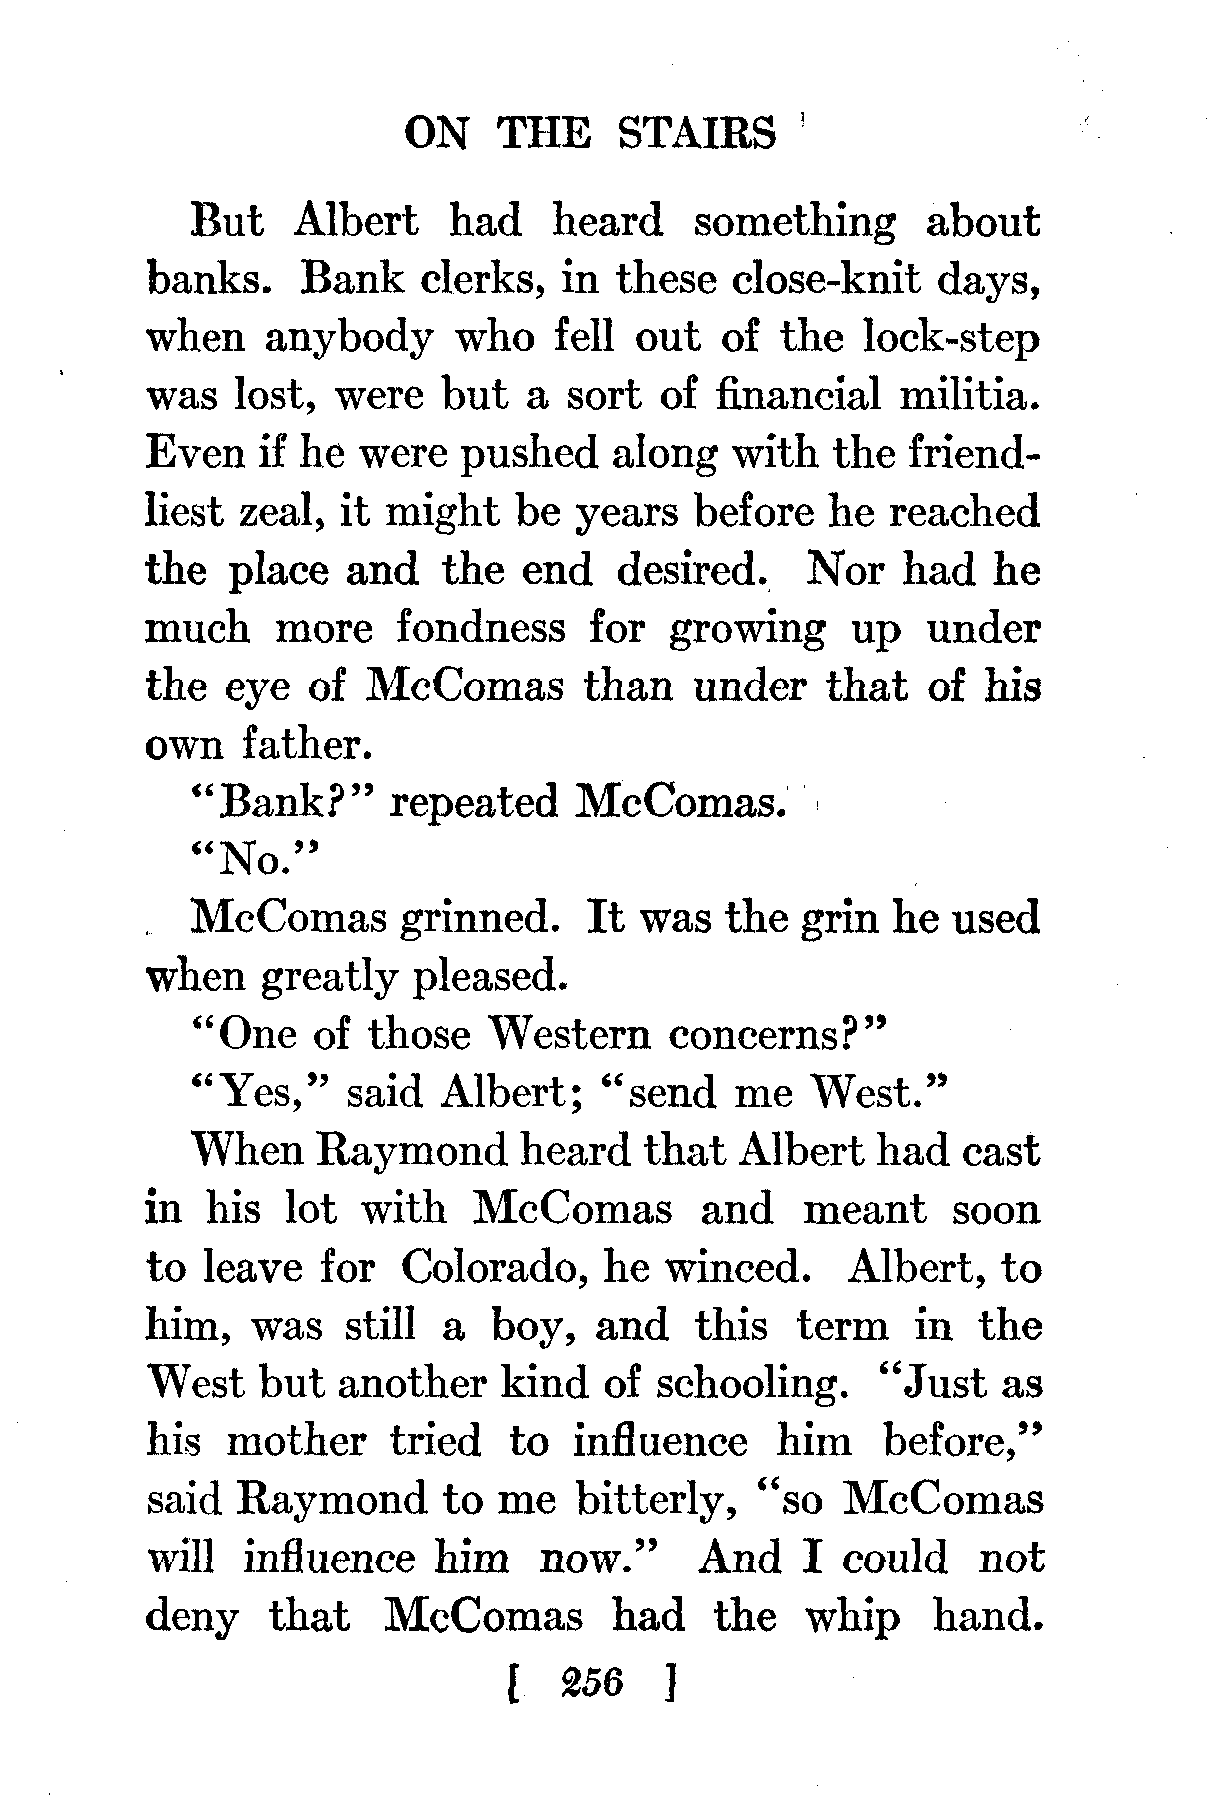 ON THE STAIRS
But Albert had heard something about
banks. Bank clerks, in these close-knit days,
when anybody who fell out of the lock-step
was lost, were but a sort of financial militia.
Even if he were pushed along with the friend-
liest zeal, it might be years before he reached
the place and the end desired. Nor had he
much more fondness for growing up under
the eye of McComas than under that of his
own father.
“Bank?” repeated McComas.
“No.”
McComas grinned. It was the grin he used
when greatly pleased.
“One of those Western concerns?”
“Yes,” said Albert; “send me West.”
When Raymond heard that Albert had cast
in his lot with McComas and meant soon
to leave for Colorado, he winced. Albert, to
him, was still a boy, and this term in the
West but another kind of schooling. “Just as
his mother tried to influence him before,”
said Raymond to me bitterly, “so McComas
will influence him now.” And I could not
deny that McComas had the whip hand.
[ 256 ]